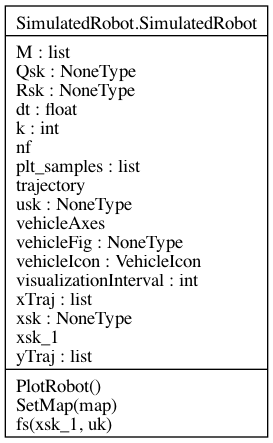 SimulatedRobot.SimulatedRobot
M : list
Qsk : NoneType
Rsk : NoneType
dt : float
k : int
nf
plt_samples : list
trajectory
usk : NoneType
vehicleAxes
vehicleFig : NoneType
vehicleIcon : VehicleIcon
visualizationInterval : int
xTraj : list
xsk : NoneType
xsk_1
yTraj : list
PlotRobot()
SetMap(map)
fs(xsk_1, uk)